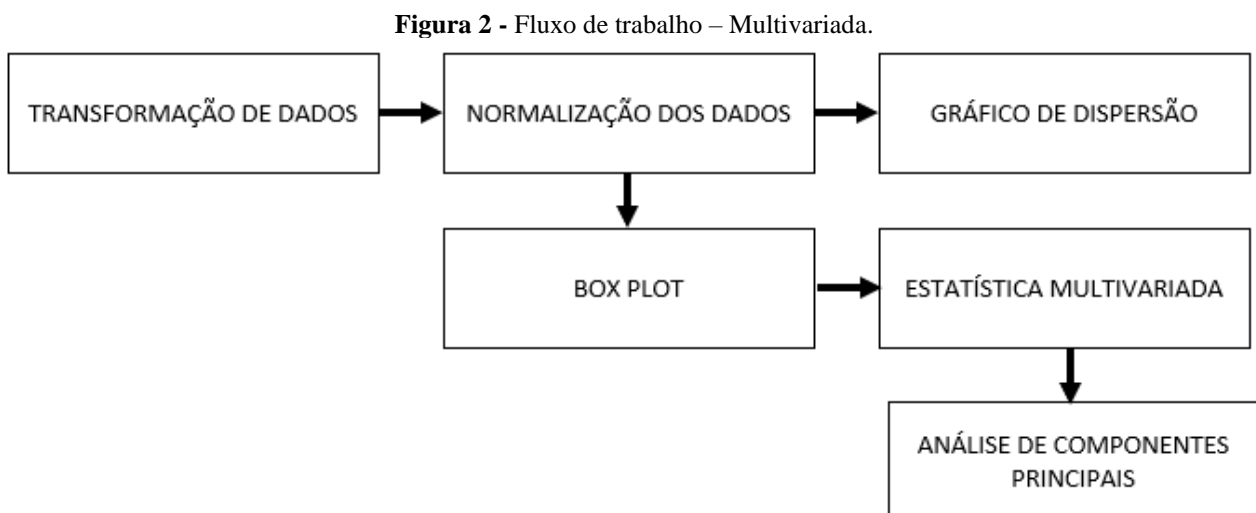 Figura 2 - Fluxo de trabalho – Multivariada.
TRANSFORMAÇÃO DE DADOS
NORMALIZAÇÃO DOS DADOS
GRÁFICO DE DISPERSÃO
BOX PLOT
ESTATÍSTICA MULTIVARIADA
ANÁLISE DE COMPONENTES
PRINCIPAIS